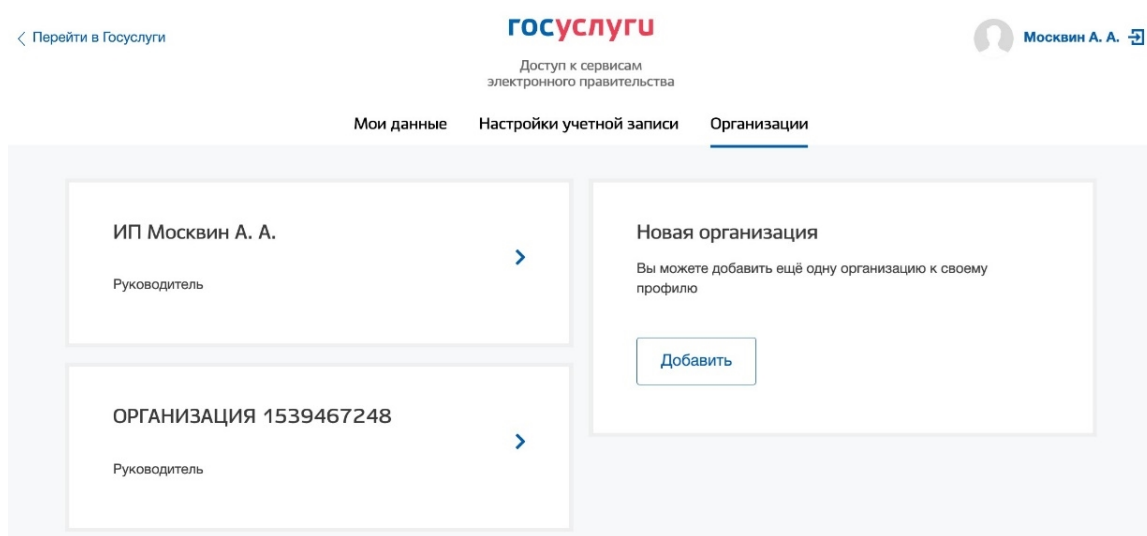 Перейти в Госуслуги
госуслуги
Москвин А. А.
Доступ к сервисам
электронного правительства
Мои данные Настройки учетной записи Организации
ИП Москвин А. А.
Руководитель
Новая организация
Вы можете добавить ещё одну организацию к своему
профилю
Добавить
ОРГАНИЗАЦИЯ 1539467248
Руководитель